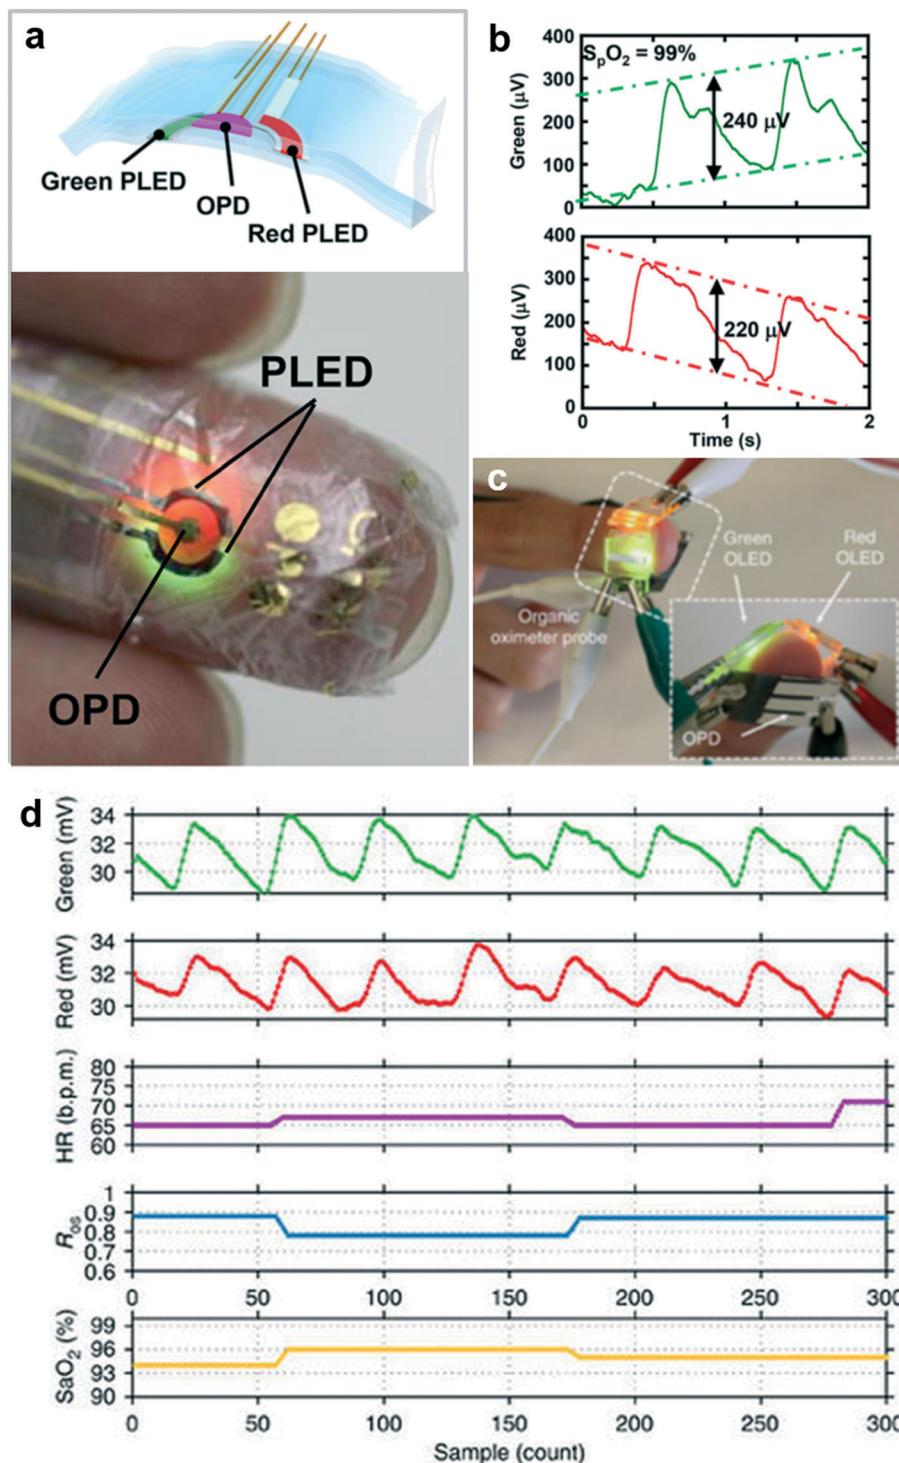 a
Green PLED
OPD
Red PLED
PLED
OPD
b
SpO2 = 99%
400
300
200
100
0
Green (µV)
240 µV
400
300
200
100
0
Red (µV)
220 µV
0
1
2
Time (s)
c
Green
OLED
Red
OLED
Organic
oximeter probe
OPD
d
34
32
30
Green (mV)
34
32
30
Red (mV)
80
75
70
65
60
HR (b.p.m.)
1
0.9
0.8
0.7
0.6
Ros
0 50 100 150 200 250 300
99
96
93
90
SaO2 (%)
0 50 100 150 200 250 300
Sample (count)